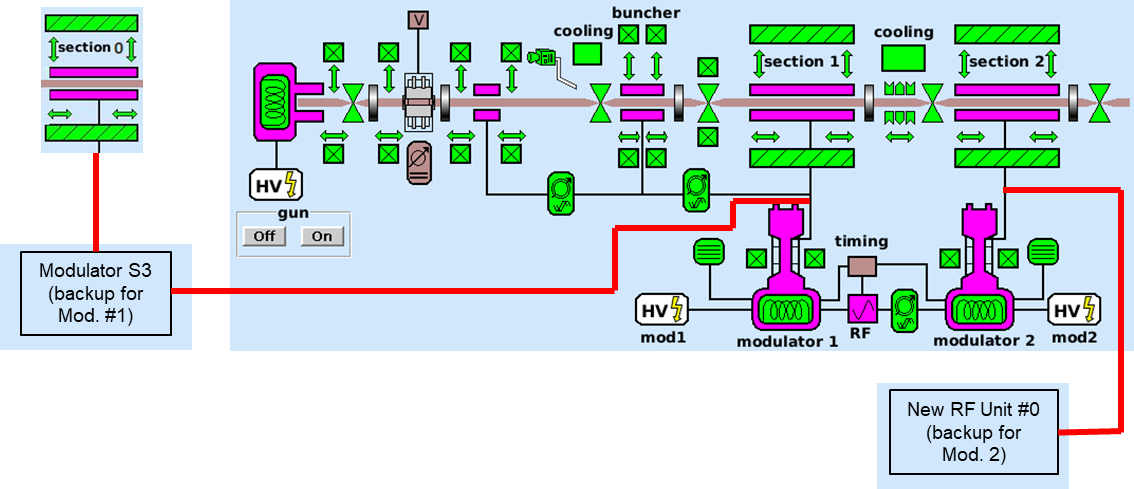 section 0
V
buncher
cooling
cooling
section 1
section 2
HV
gun
Off
On
timing
HV
mod1
modulator 1
RF
modulator 2
HV
mod2
Modulator S3
(backup for
Mod. #1)
New RF Unit #0
(backup for
Mod. 2)